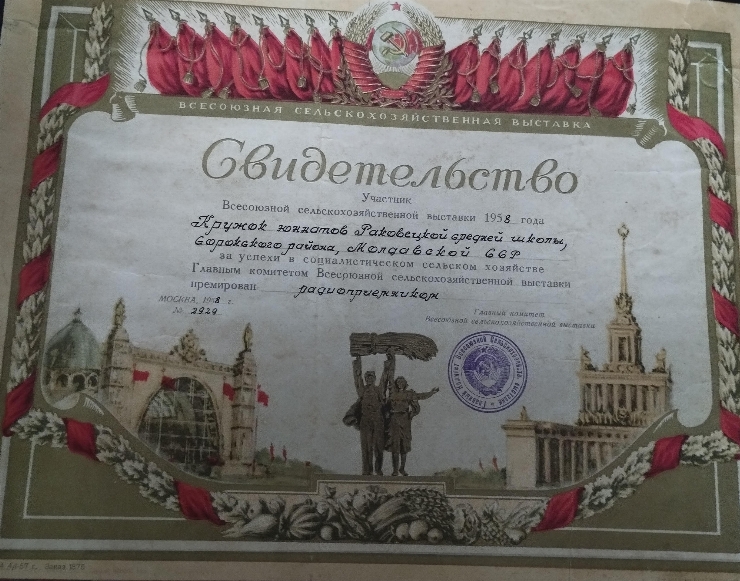 ВСЕСОЮЗНАЯ СЕЛЬСКОХОЗЯЙСТВЕННАЯ ВЫСТАВКА
Свидетельство
Участник
Всесоюзной сельскохозяйственной выставки 1958 года
Кружок юннатов Раковецкой средней школы,
Сорокского района, Молдавской ССР
за успехи в социалистическом сельском хозяйстве
Главным комитетом Всесоюзной сельскохозяйственной выставки
премирован радиоприемником
МОСКВА, 1958 г.
№ 2929
Главный комитет
Всесоюзной сельскохозяйственной выставки